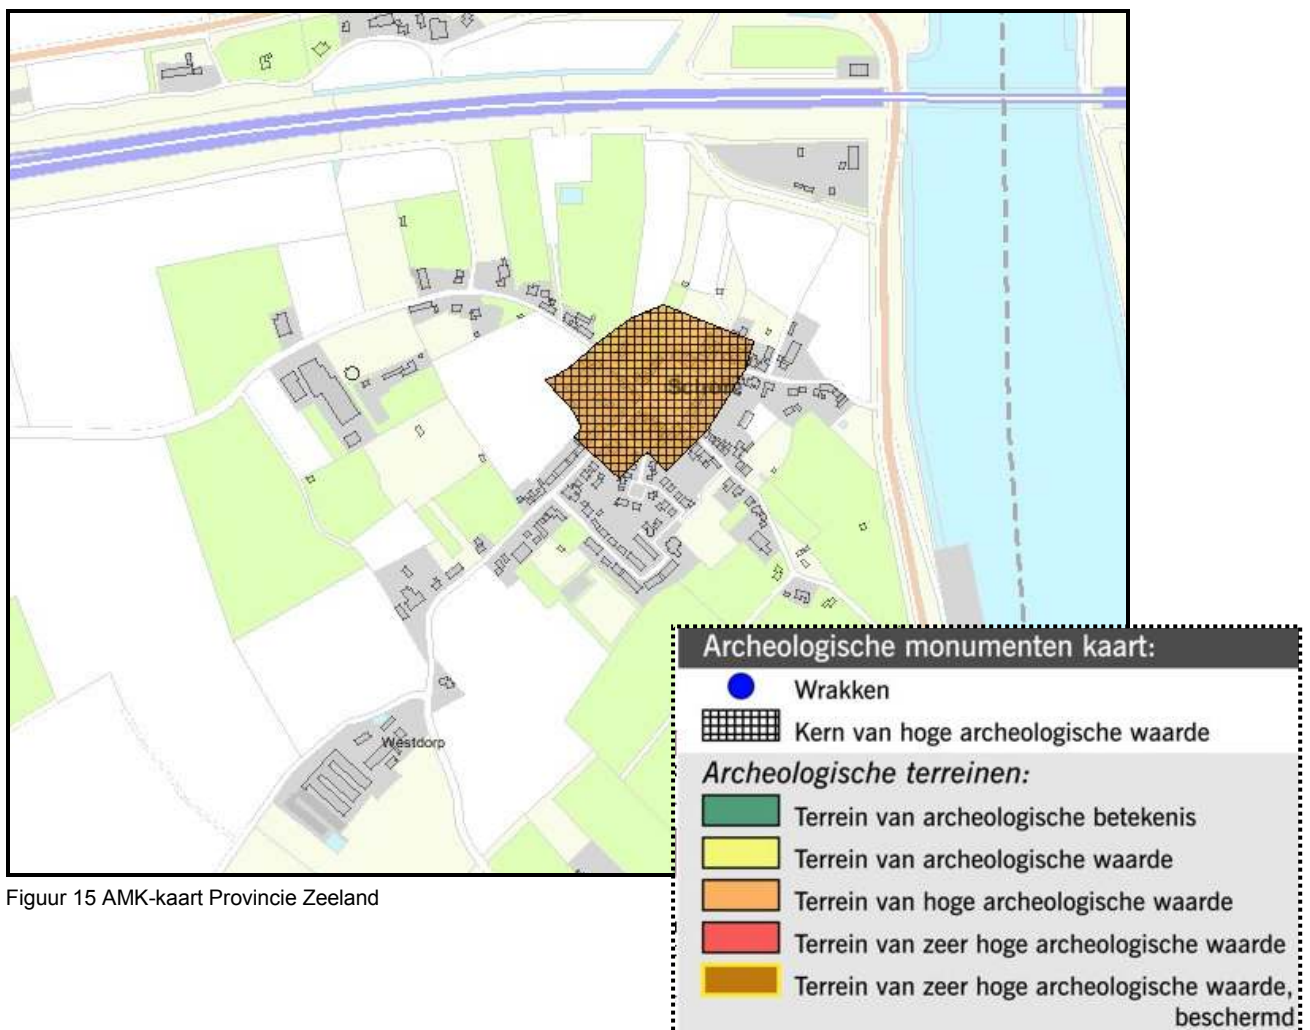 Schore
Westdorp
Figuur 15 AMK-kaart Provincie Zeeland
Archeologische monumenten kaart:
Wrakken
Kern van hoge archeologische waarde
Archeologische terreinen:
Terrein van archeologische betekenis
Terrein van archeologische waarde
Terrein van hoge archeologische waarde
Terrein van zeer hoge archeologische waarde
Terrein van zeer hoge archeologische waarde,
beschermd